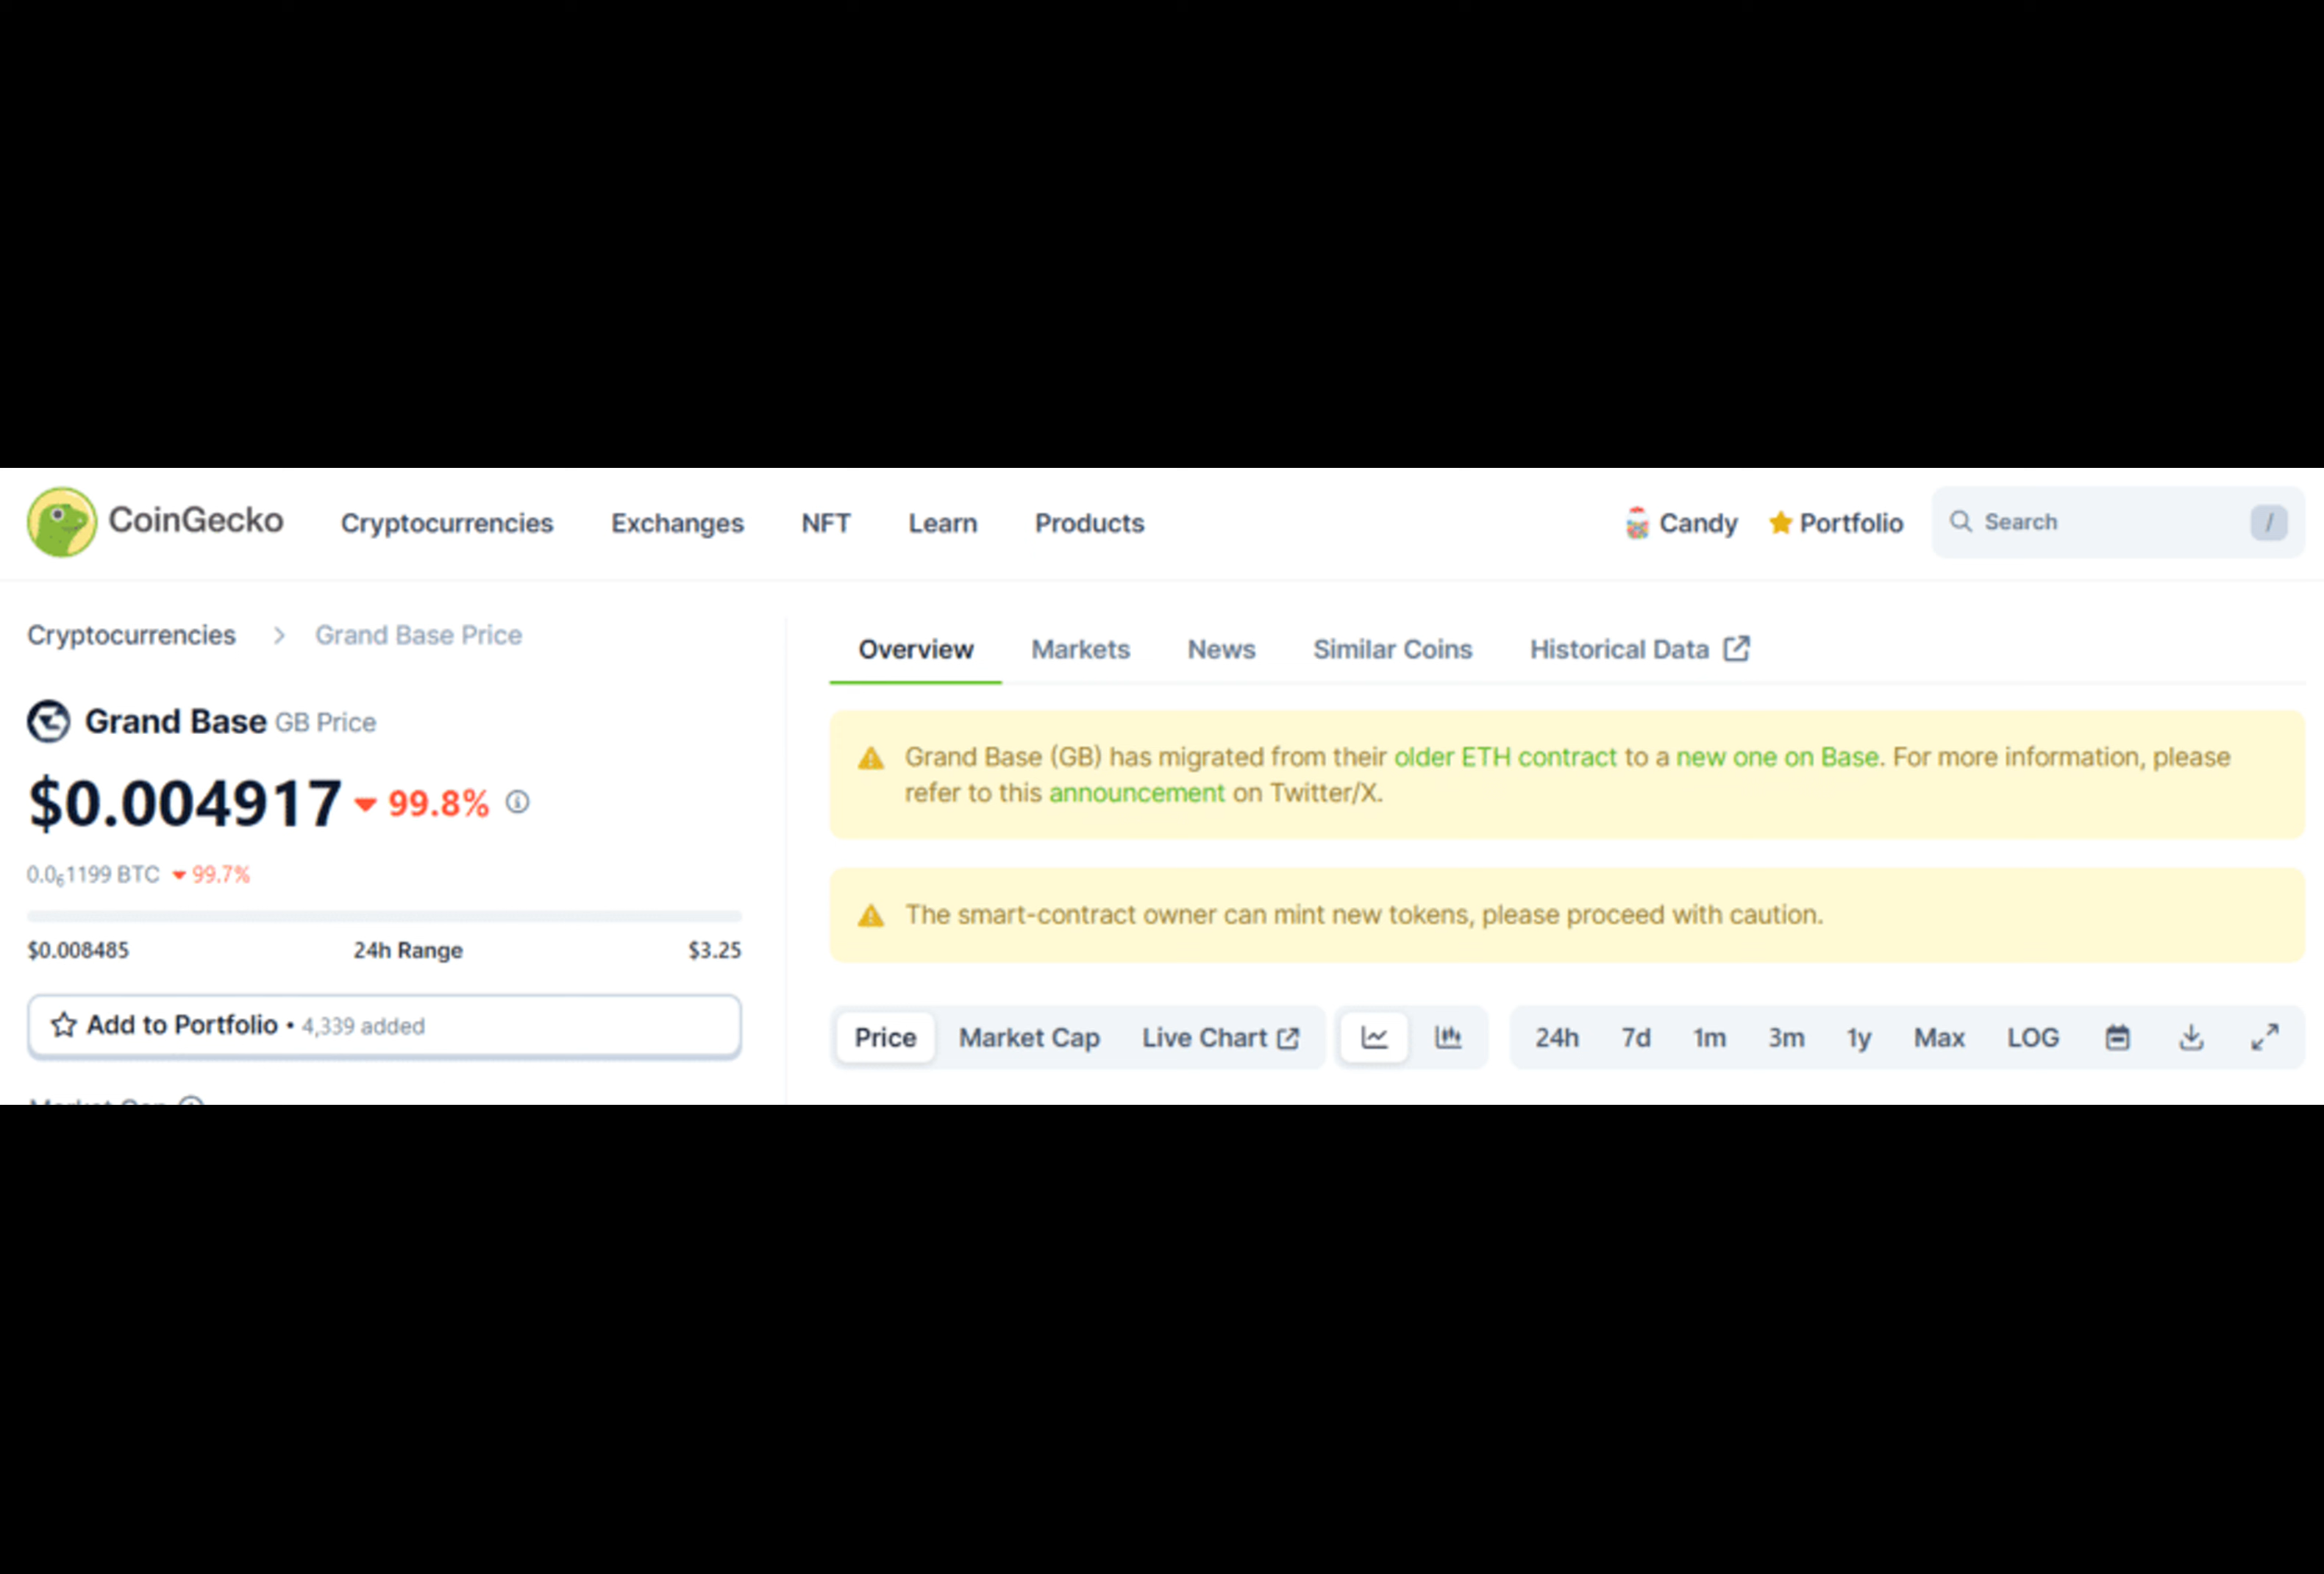 CoinGecko Cryptocurrencies Exchanges NFT Learn Products Candy Portfolio Search /
Cryptocurrencies > Grand Base Price
Grand Base GB Price
$0.004917 99.8%
0.0₆1199 BTC 99.7%
$0.008485 24h Range $3.25
Add to Portfolio • 4,339 added
Market Cap
Overview Markets News Similar Coins Historical Data
Grand Base (GB) has migrated from their older ETH contract to a new one on Base. For more information, please
refer to this announcement on Twitter/X.
The smart-contract owner can mint new tokens, please proceed with caution.
Price Market Cap Live Chart 24h 7d 1m 3m 1y Max LOG